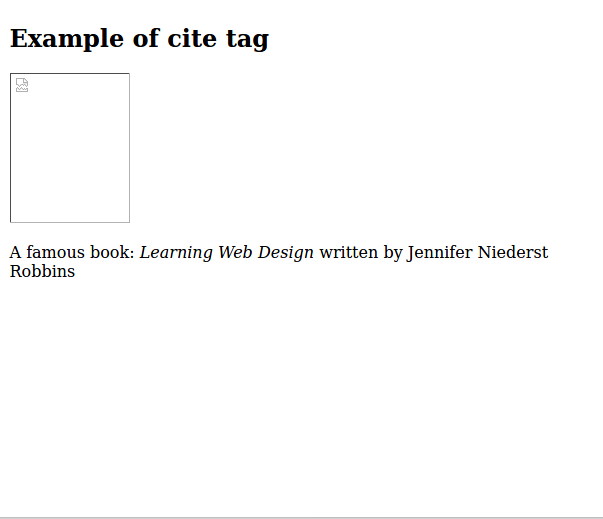 Example of cite tag
A famous book: Learning Web Design written by Jennifer Niederst
Robbins